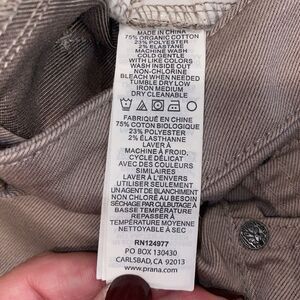 MADE IN CHINA
75% ORGANIC COTTON
23% POLYESTER
2% ELASTANE
MACHINE WASH
COLD GENTLE
WITH LIKE COLORS
WASH INSIDE OUT
NON-CHLORINE
BLEACH WHEN NEEDED
TUMBLE DRY LOW
IRON MEDIUM
DRY CLEANABLE
FABRIQUÉ EN CHINE
75% COTON BIOLOGIQUE
23% POLYESTER
2% ÉLASTHANNE
LAVER À
MACHINE À FROID,
CYCLE DÉLICAT
AVEC DES COULEURS
SIMILAIRES
LAVER À L'ENVERS
UTILISER SEULEMENT
UN AGENT DE BLANCHIMENT
NON CHLORÉ AU BESOIN
SÉCHAGE PAR CULBUTAGE À
BASSE TEMPÉRATURE
REPASSER À
TEMPÉRATURE MOYENNE
NETTOYABLE À SEC
RN124977
PO BOX 130430
CARLSBAD, CA 92013
www.prana.com